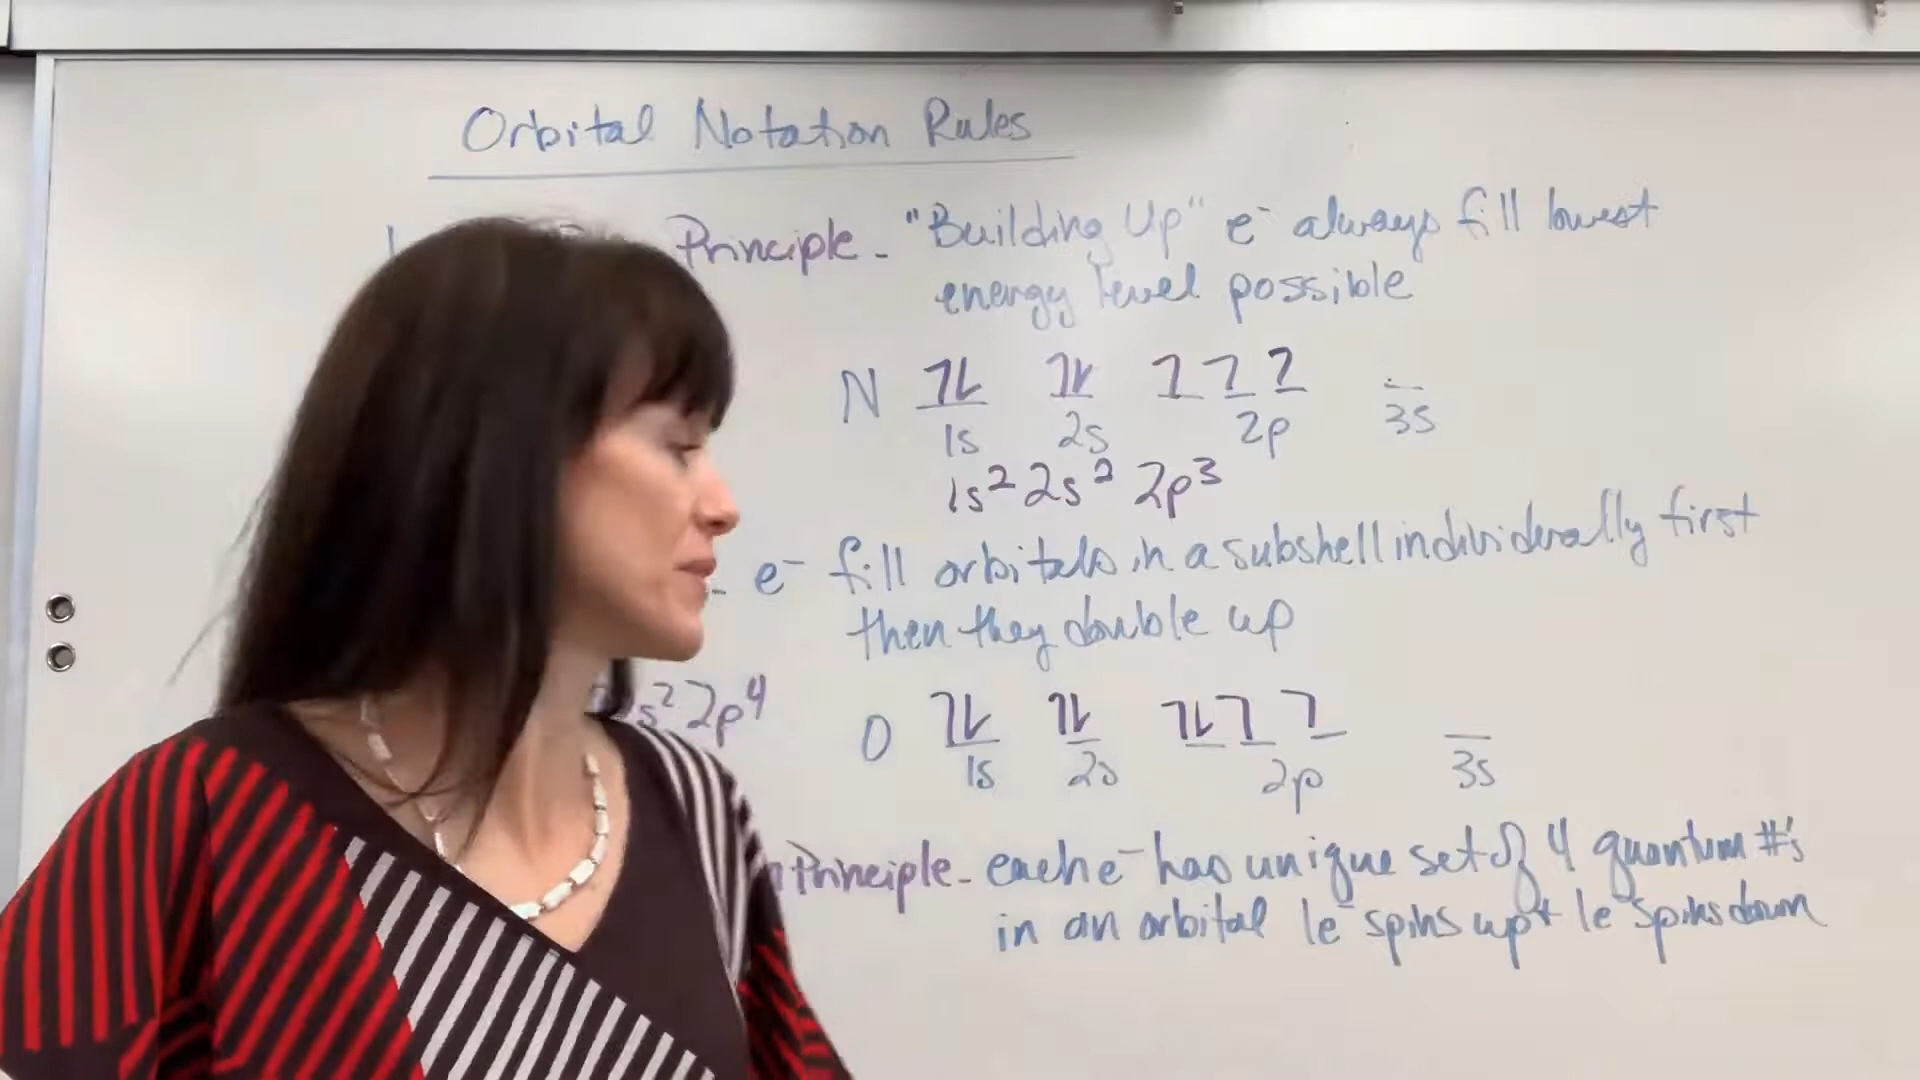 Orbital Notation Rules
Principle - "Building Up" e⁻ always fill lowest
energy level possible
N 1s 2s 2p 3s
1s² 2s² 2p³
- e⁻ fill orbitals in a subshell individually first
then they double up
s² 2p⁴
O 1s 2s 2p 3s
n Principle - each e⁻ has unique set of 4 quantum #'s
in an orbital 1e⁻ spins up + 1e⁻ spins down